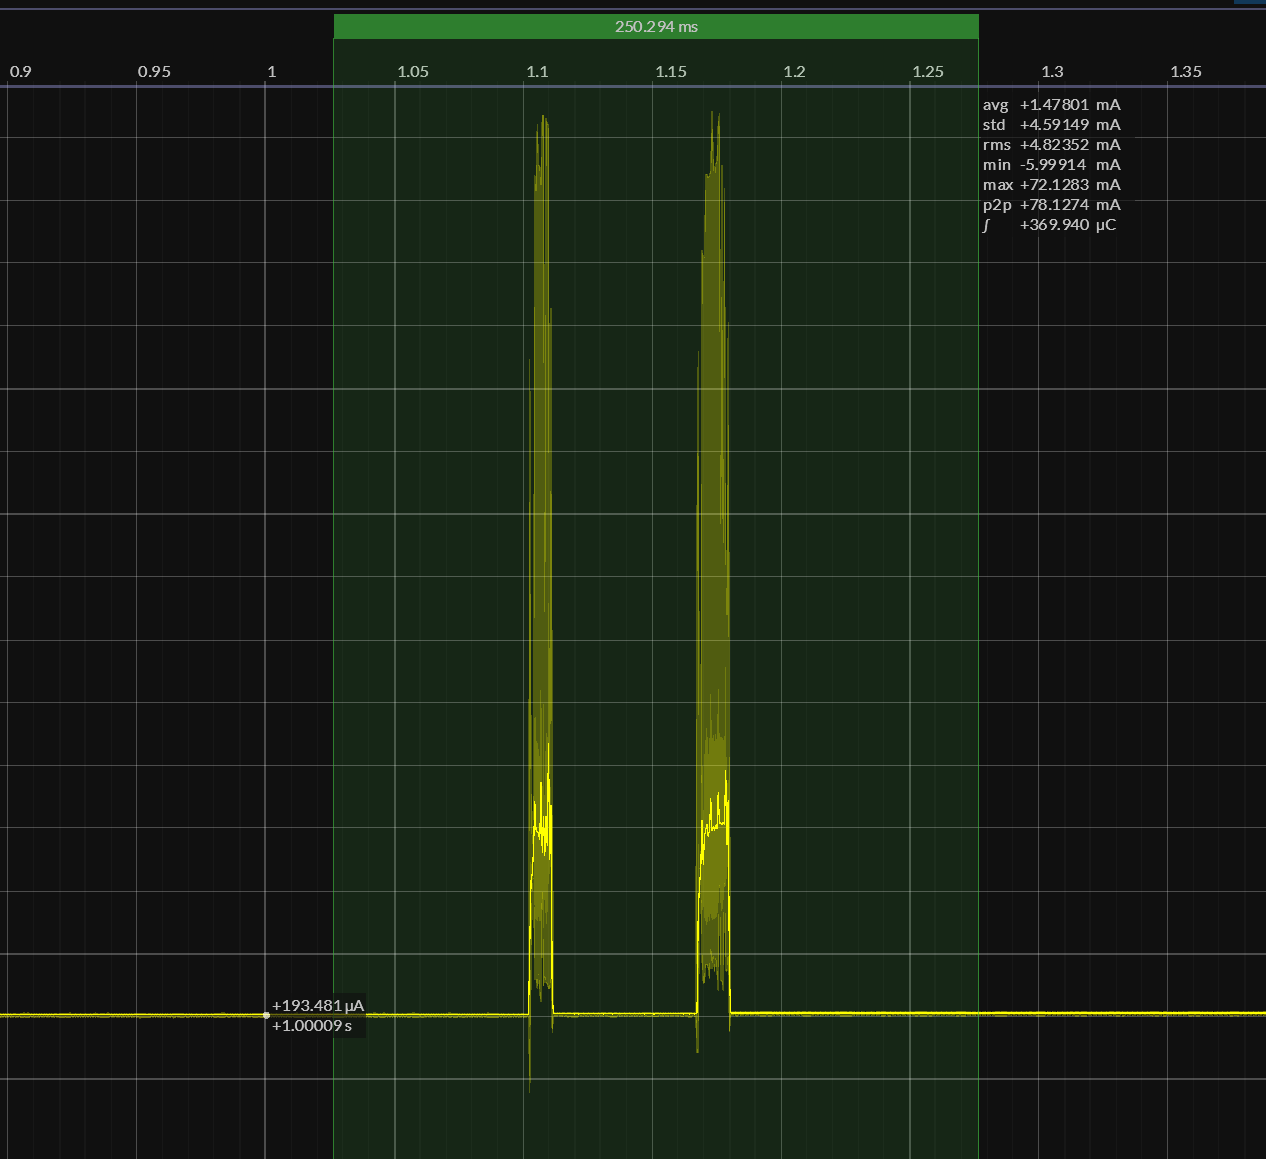 250.294 ms
0.9 0.95 1 1.05 1.1 1.15 1.2 1.25 1.3 1.35
avg +1.47801 mA
std +4.59149 mA
rms +4.82352 mA
min -5.99914 mA
max +72.1283 mA
p2p +78.1274 mA
∫ +369.940 µC
+193.481 µA
+1.00009 s